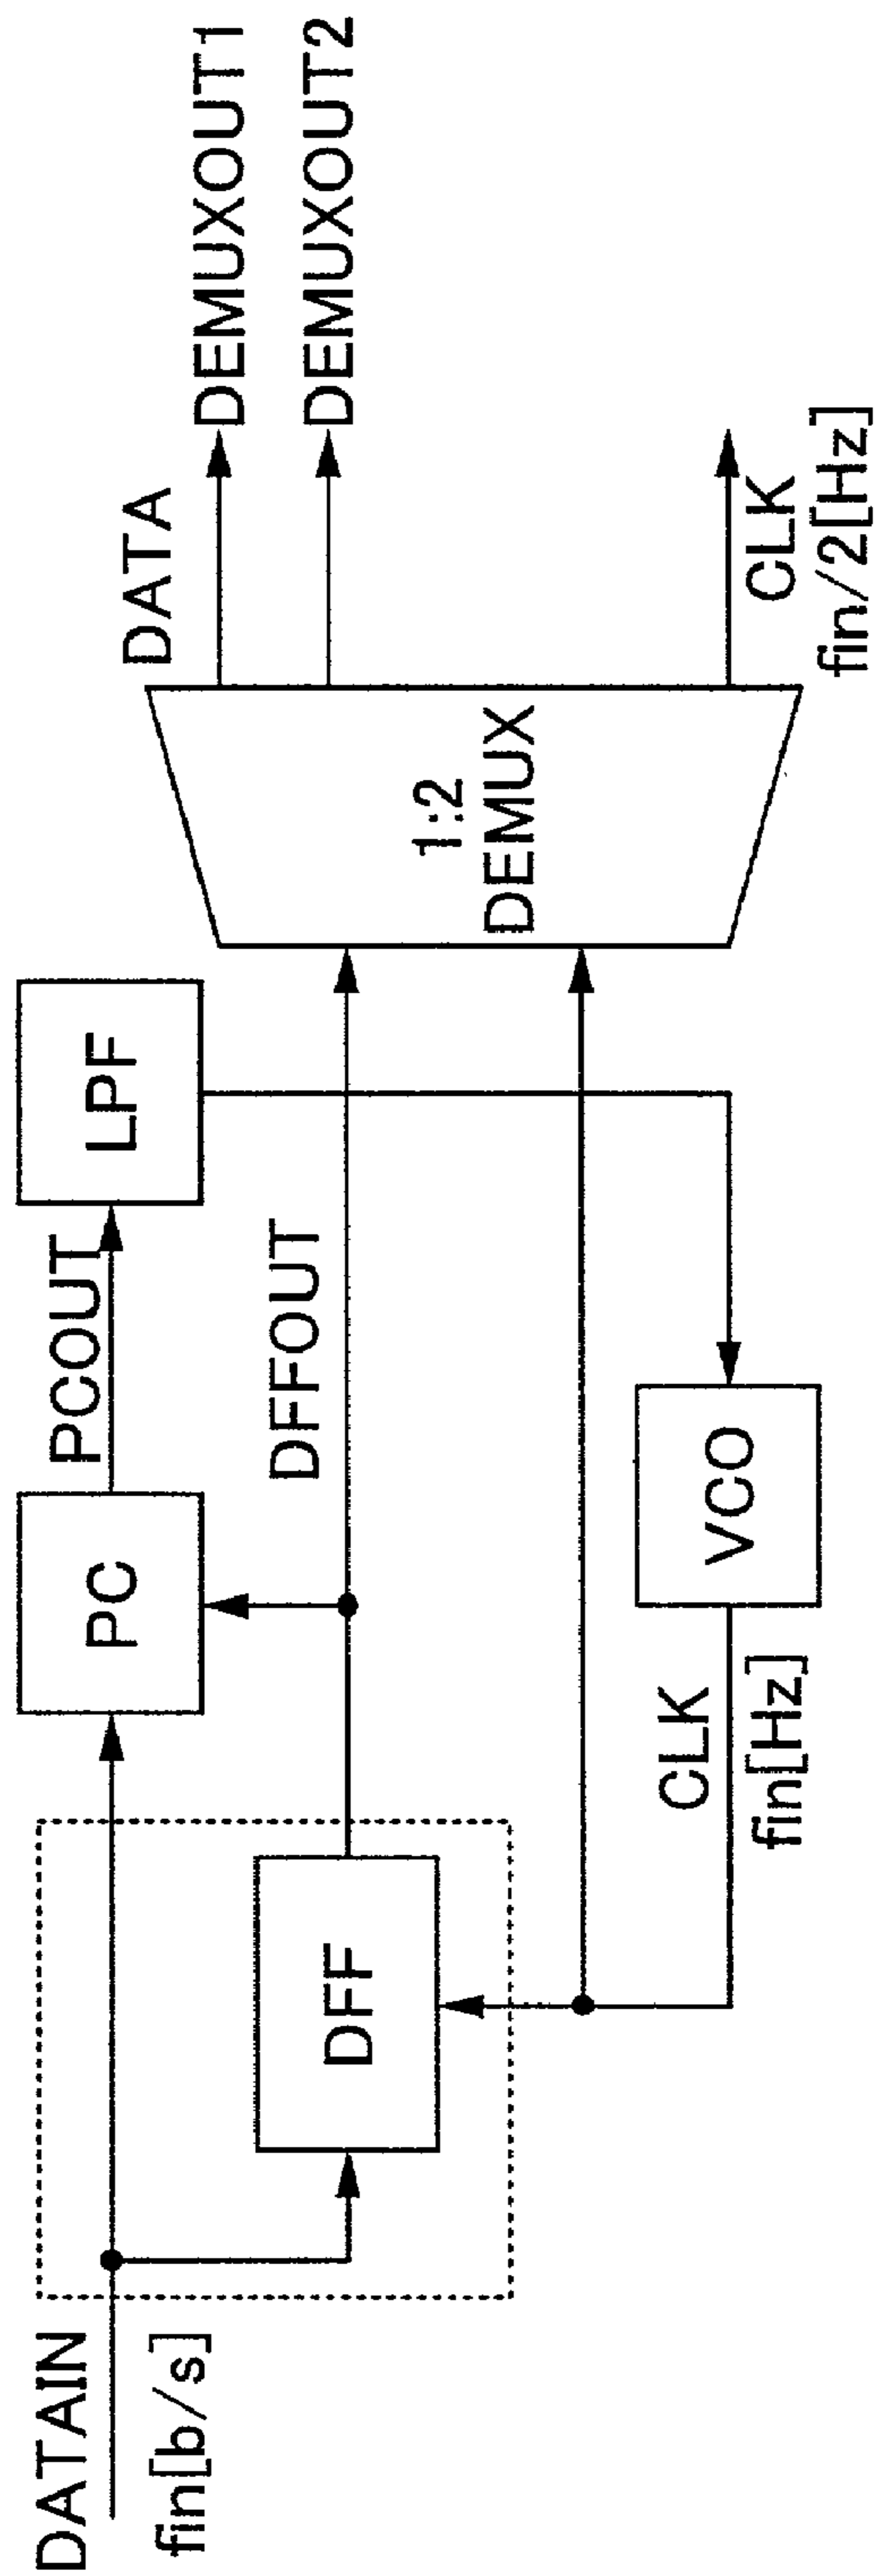 DATAIN
fin[b/s]
DFF
PC
PCOUT
LPF
DFFOUT
CLK
fin[Hz]
VCO
1:2
DEMUX
DATA
DEMUXOUT1
DEMUXOUT2
CLK
fin/2[Hz]